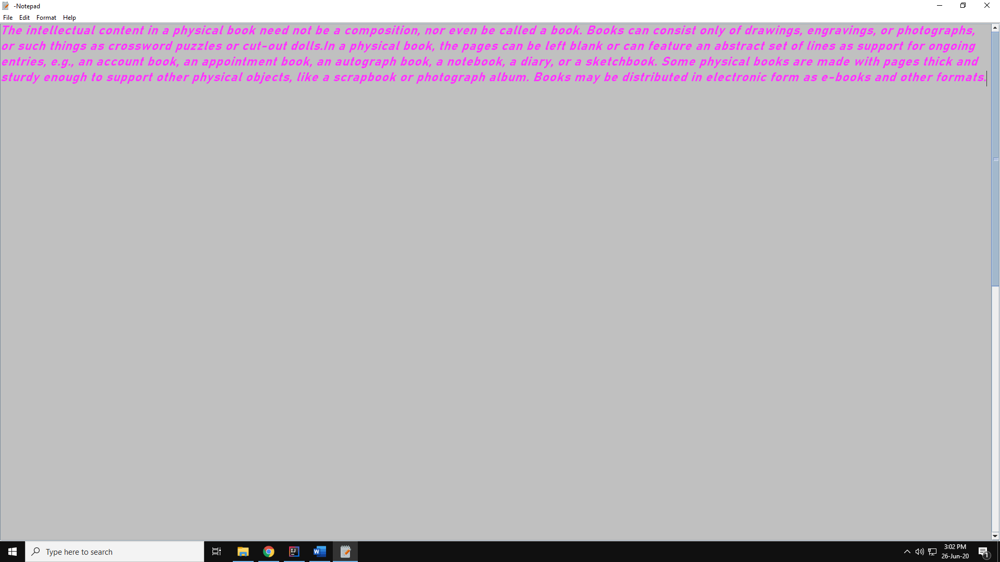 -Notepad
File Edit Format Help
The intellectual content in a physical book need not be a composition, nor even be called a book. Books can consist only of drawings, engravings, or photographs,
or such things as crossword puzzles or cut-out dolls.In a physical book, the pages can be left blank or can feature an abstract set of lines as support for ongoing
entries, e.g., an account book, an appointment book, an autograph book, a notebook, a diary, or a sketchbook. Some physical books are made with pages thick and
sturdy enough to support other physical objects, like a scrapbook or photograph album. Books may be distributed in electronic form as e-books and other formats.
Type here to search
IJ
W
3:02 PM
26-Jun-20
1